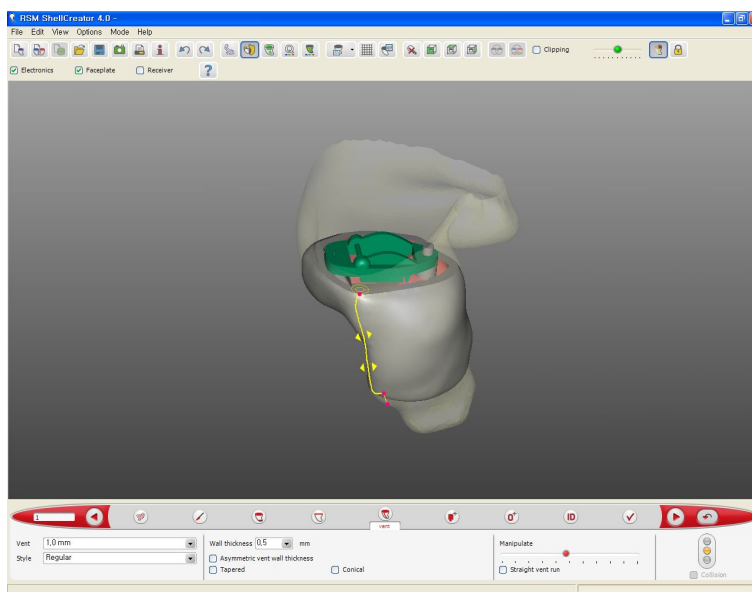 RSM ShellCreator 4.0 -
File Edit View Options Mode Help
Clipping
Electronics Faceplate Receiver ?
1 ID
vent
Vent 1,0 mm Wall thickness 0,5 mm Manipulate
Style Regular Asymmetric vent wall thickness
Tapered Conical Straight vent run
Collision